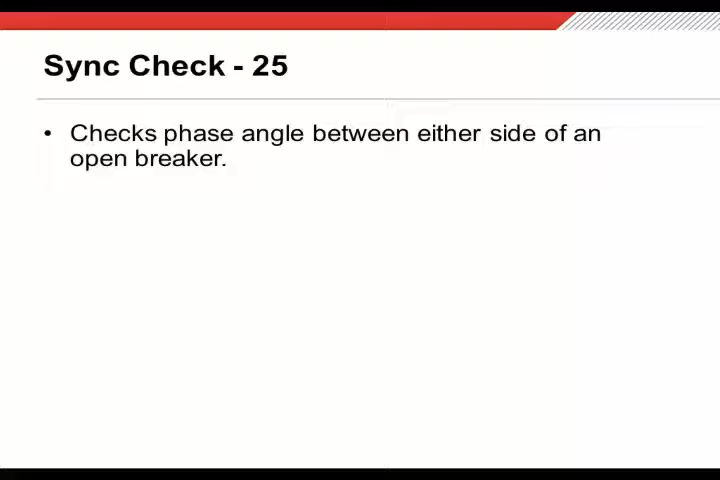 Sync Check - 25
• Checks phase angle between either side of an
open breaker.